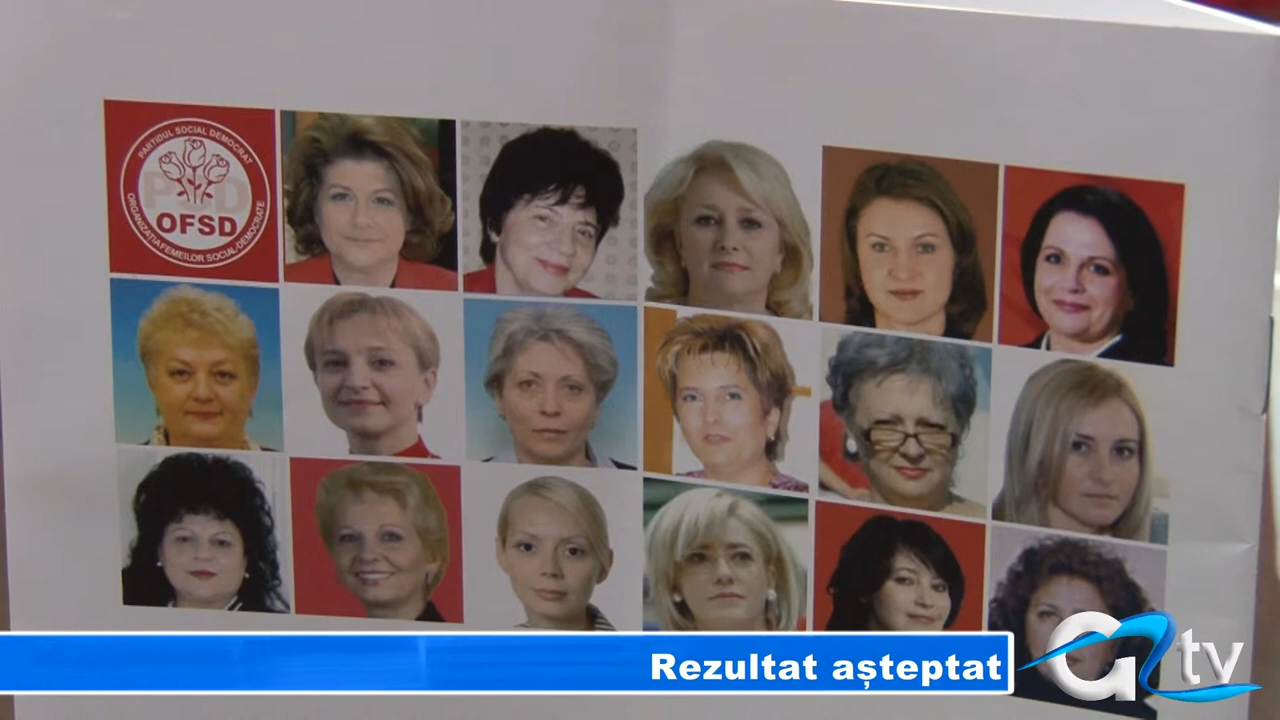 PARTIDUL SOCIAL DEMOCRAT
PSD
OFSD
ORGANIZAȚIA FEMEILOR SOCIAL-DEMOCRATE
Rezultat așteptat
G tv